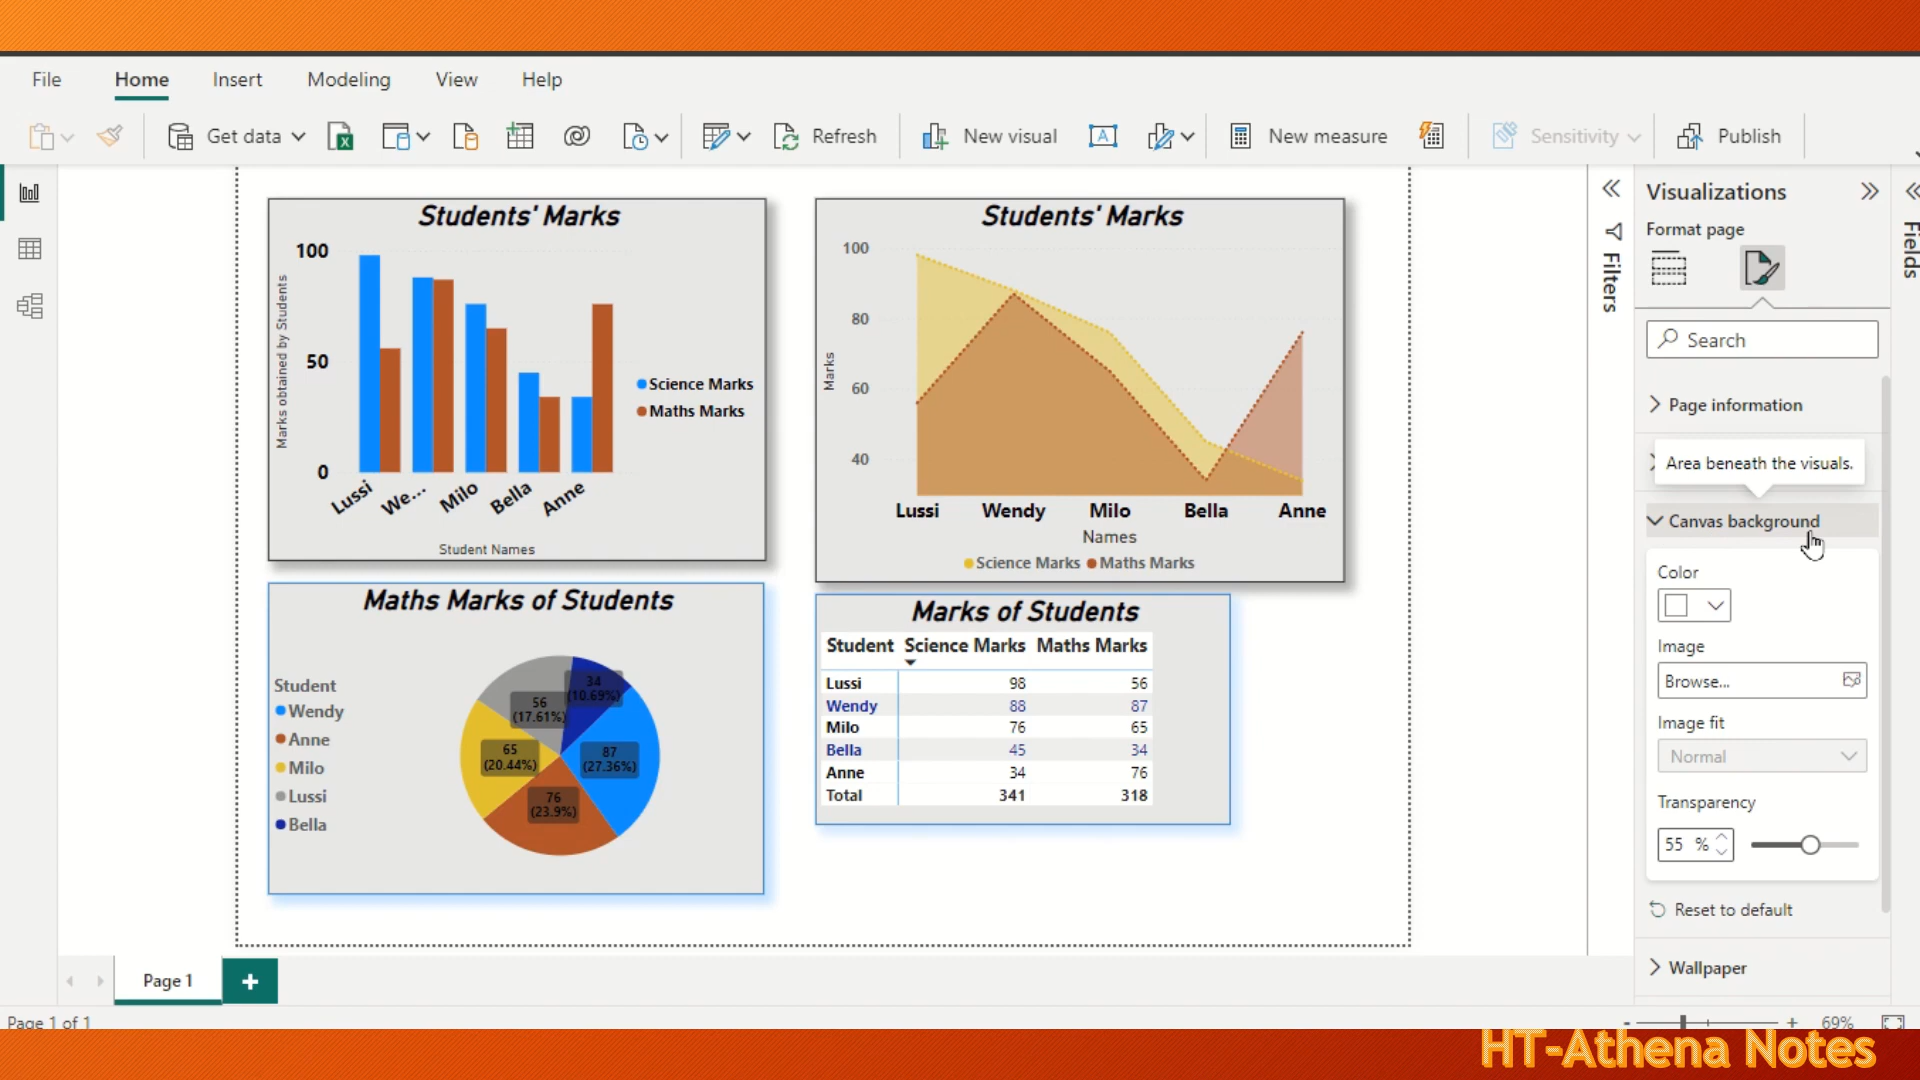 File Home Insert Modeling View Help
Get data Refresh New visual New measure Sensitivity Publish
Students' Marks
100
50
0
Marks obtained by Students
Lussi We... Milo Bella Anne
Student Names
Science Marks
Maths Marks
Students' Marks
100
80
60
40
Marks
Lussi Wendy Milo Bella Anne
Names
Science Marks Maths Marks
Maths Marks of Students
Student
Wendy
Anne
Milo
Lussi
Bella
34
(10.69%)
56
(17.61%)
65
(20.44%)
87
(27.36%)
76
(23.9%)
Marks of Students
Student Science Marks Maths Marks
Lussi 98 56
Wendy 88 87
Milo 76 65
Bella 45 34
Anne 34 76
Total 341 318
Filters
Visualizations
Format page
Search
Page information
Area beneath the visuals.
Canvas background
Color
Image
Browse...
Image fit
Normal
Transparency
55 %
Reset to default
Wallpaper
Fields
Page 1
Page 1 of 1
69%
HT-Athena Notes